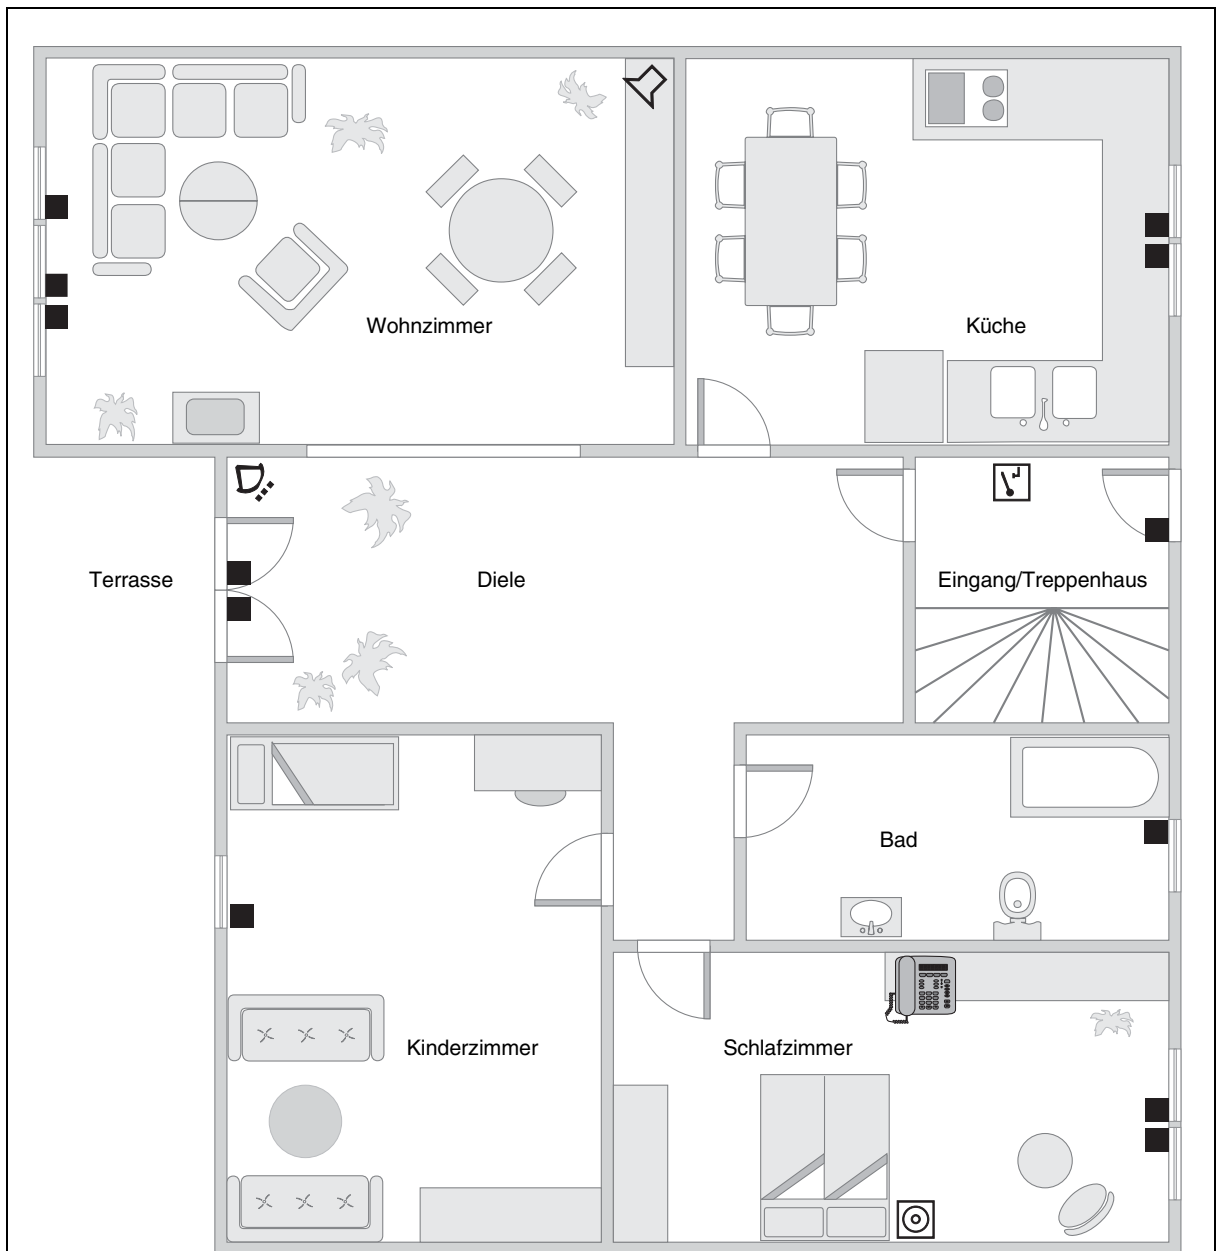 Wohnzimmer
Küche
Terrasse
Diele
Eingang/Treppenhaus
Bad
Kinderzimmer
Schlafzimmer